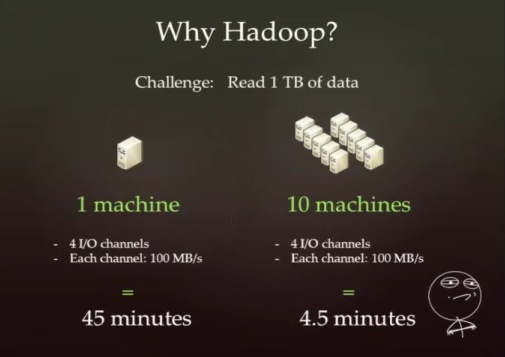 Why Hadoop?
Challenge: Read 1 TB of data
1 machine
- 4 I/O channels
- Each channel: 100 MB/s
=
45 minutes
10 machines
- 4 I/O channels
- Each channel: 100 MB/s
=
4.5 minutes